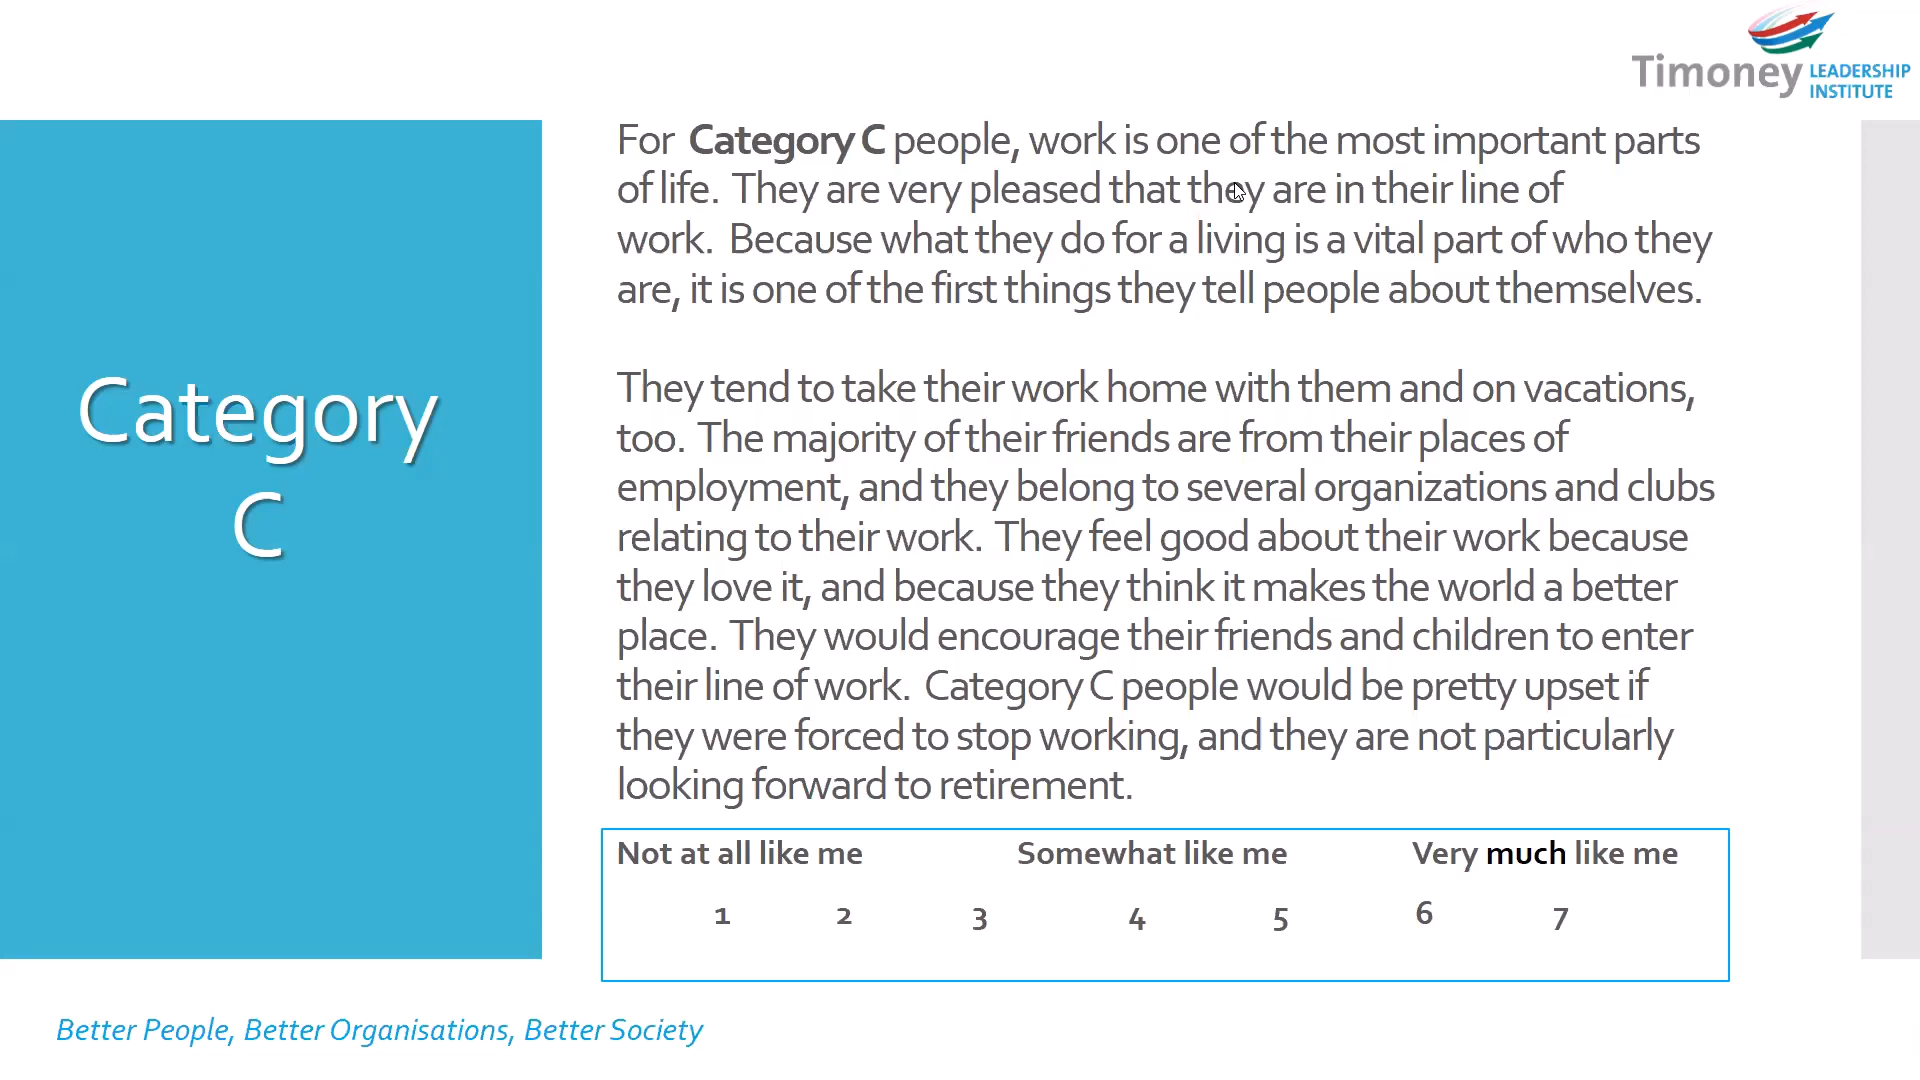 Timoney LEADERSHIP
INSTITUTE
Category
C
For Category C people, work is one of the most important parts
of life. They are very pleased that they are in their line of
work. Because what they do for a living is a vital part of who they
are, it is one of the first things they tell people about themselves.
They tend to take their work home with them and on vacations,
too. The majority of their friends are from their places of
employment, and they belong to several organizations and clubs
relating to their work. They feel good about their work because
they love it, and because they think it makes the world a better
place. They would encourage their friends and children to enter
their line of work. Category C people would be pretty upset if
they were forced to stop working, and they are not particularly
looking forward to retirement.
Not at all like me Somewhat like me Very much like me
1 2 3 4 5 6 7
Better People, Better Organisations, Better Society